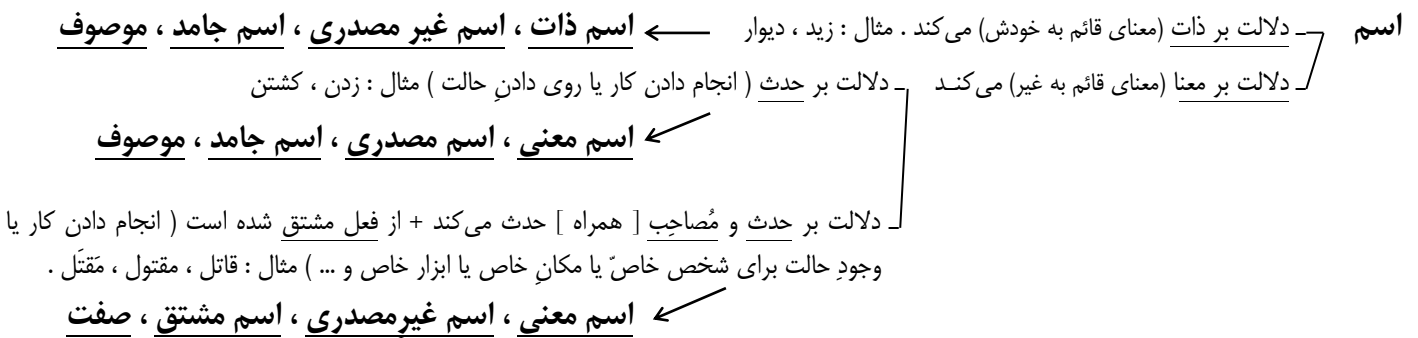 اسم دلالت بر ذات (معنای قائم به خودش) می‌کند . مثال : زید ، دیوار اسم ذات ، اسم غیر مصدری ، اسم جامد ، موصوف
دلالت بر معنا (معنای قائم به غیر) می‌کنـد دلالت بر حدث ( انجام دادن کار یا روی دادنِ حالت ) مثال : زدن ، کشتن
اسم معنی ، اسم مصدری ، اسم جامد ، موصوف
دلالت بر حدث و مُصاحِب [ همراه ] حدث می‌کند + از فعل مشتق شده است ( انجام دادن کار یا
وجودِ حالت برای شخص خاصّ یا مکانِ خاص یا ابزار خاص و ... ) مثال : قاتل ، مقتول ، مَقتَل .
اسم معنی ، اسم غیرِمصدری ، اسم مشتق ، صفت